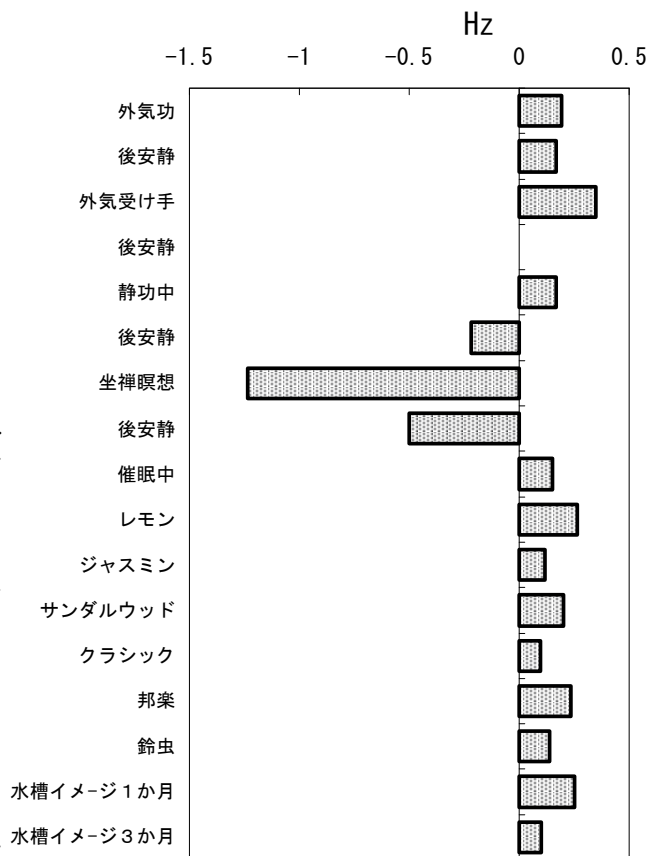 Hz
-1.5 -1 -0.5 0 0.5
外気功
後安静
外気受け手
後安静
静功中
後安静
坐禅瞑想
後安静
催眠中
レモン
ジャスミン
サンダルウッド
クラシック
邦楽
鈴虫
水槽イメ-ジ１か月
水槽イメ-ジ３か月